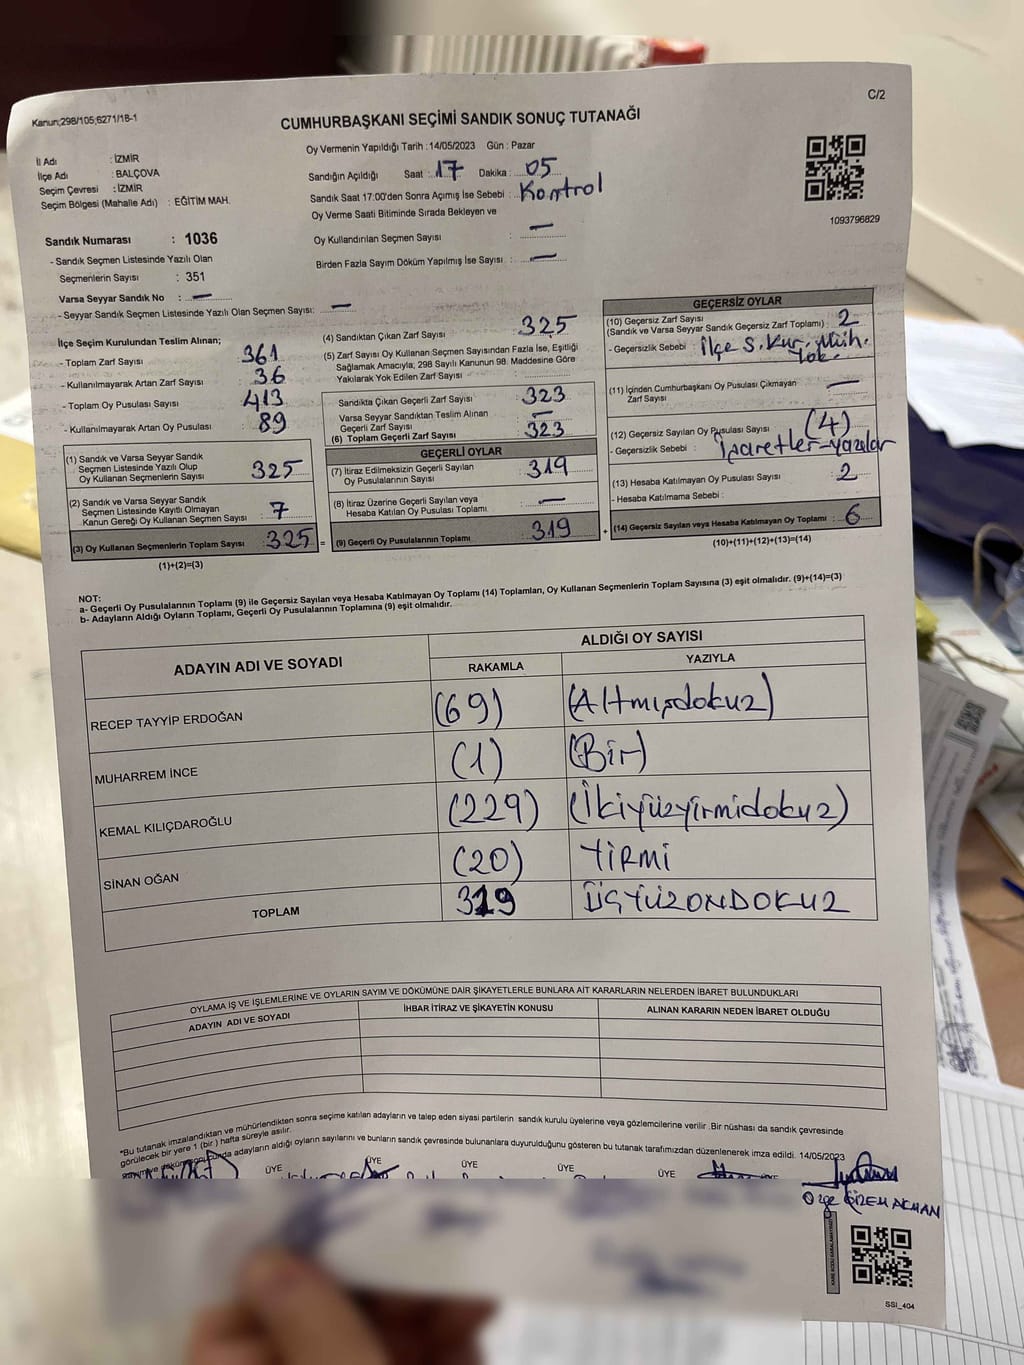 Kanun;298/105;6271/18-1
C/2
CUMHURBAŞKANI SEÇİMİ SANDIK SONUÇ TUTANAĞI
İl Adı : İZMİR
İlçe Adı : BALÇOVA
Seçim Çevresi : İZMİR
Seçim Bölgesi (Mahalle Adı) : EĞİTİM MAH.
Oy Vermenin Yapıldığı Tarih :14/05/2023 Gün : Pazar
Sandığın Açıldığı Saat : 17 Dakika : 05
Sandık Saat 17:00'den Sonra Açımış İse Sebebi : Kontrol
Oy Verme Saati Bitiminde Sırada Bekleyen ve
Oy Kullandırılan Seçmen Sayısı : —
Birden Fazla Sayım Döküm Yapılmış İse Sayısı : —
1093796829
Sandık Numarası : 1036
- Sandık Seçmen Listesinde Yazılı Olan
Seçmenlerin Sayısı : 351
Varsa Seyyar Sandık No : —
- Seyyar Sandık Seçmen Listesinde Yazılı Olan Seçmen Sayısı: —
İlçe Seçim Kurulundan Teslim Alınan;
- Toplam Zarf Sayısı 361
- Kullanılmayarak Artan Zarf Sayısı 36
- Toplam Oy Pusulası Sayısı 413
- Kullanılmayarak Artan Oy Pusulası 89
(1) Sandık ve Varsa Seyyar Sandık
Seçmen Listesinde Yazılı Olup
Oy Kullanan Seçmenlerin Sayısı 325
(2) Sandık ve Varsa Seyyar Sandık
Seçmen Listesinde Kayıtlı Olmayan
Kanun Gereği Oy Kullanan Seçmen Sayısı : 7
(3) Oy Kullanan Seçmenlerin Toplam Sayısı : 325
(1)+(2)=(3)
(4) Sandıktan Çıkan Zarf Sayısı 325
(5) Zarf Sayısı Oy Kullanan Seçmen Sayısından Fazla İse, Eşitliği
Sağlamak Amacıyla, 298 Sayılı Kanunun 98. Maddesine Göre
Yakılarak Yok Edilen Zarf Sayısı :
Sandıkta Çıkan Geçerli Zarf Sayısı : 323
Varsa Seyyar Sandıktan Teslim Alınan
Geçerli Zarf Sayısı : —
(6) Toplam Geçerli Zarf Sayısı : 323
GEÇERLİ OYLAR
(7) İtiraz Edilmeksizin Geçerli Sayılan
Oy Pusulalarının Sayısı : 319
(8) İtiraz Üzerine Geçerli Sayılan veya
Hesaba Katılan Oy Pusulası Toplamı : —
= (9) Geçerli Oy Pusulalarının Toplamı : 319
GEÇERSİZ OYLAR
(10) Geçersiz Zarf Sayısı
(Sandık ve Varsa Seyyar Sandık Geçersiz Zarf Toplamı) : 2
- Geçersizlik Sebebi : İlçe S. Kur. Müh.
Yok.
(11) İçinden Cumhurbaşkanı Oy Pusulası Çıkmayan
Zarf Sayısı : —
(12) Geçersiz Sayılan Oy Pusulası Sayısı : (4)
- Geçersizlik Sebebi : İşaretler-yazılar
(13) Hesaba Katılmayan Oy Pusulası Sayısı : 2
- Hesaba Katılmama Sebebi :
+ (14) Geçersiz Sayılan veya Hesaba Katılmayan Oy Toplamı : 6
(10)+(11)+(12)+(13)=(14)
NOT:
a- Geçerli Oy Pusulalarının Toplamı (9) ile Geçersiz Sayılan veya Hesaba Katılmayan Oy Toplamı (14) Toplamları, Oy Kullanan Seçmenlerin Toplam Sayısına (3) eşit olmalıdır. (9)+(14)=(3)
b- Adayların Aldığı Oyların Toplamı, Geçerli Oy Pusulalarının Toplamına (9) eşit olmalıdır.
ADAYIN ADI VE SOYADI
ALDIĞI OY SAYISI
RAKAMLA YAZIYLA
RECEP TAYYİP ERDOĞAN (69) (Altmışdokuz)
MUHARREM İNCE (1) (Bir)
KEMAL KILIÇDAROĞLU (229) (İkiyüzyirmidokuz)
SİNAN OĞAN (20) YİRMİ
TOPLAM 319 ÜÇYÜZONDOKUZ
OYLAMA İŞ VE İŞLEMLERİNE VE OYLARIN SAYIM VE DÖKÜMÜNE DAİR ŞİKAYETLERLE BUNLARA AİT KARARLARIN NELERDEN İBARET BULUNDUKLARI
ADAYIN ADI VE SOYADI İHBAR İTİRAZ VE ŞİKAYETİN KONUSU ALINAN KARARIN NEDEN İBARET OLDUĞU
*Bu tutanak imzalandıktan ve mühürlendikten sonra seçime katılan adayların ve talep eden siyasi partilerin sandık kurulu üyelerine veya gözlemcilerine verilir .Bir nüshası da sandık çevresinde
görülecek bir yere 1 (bir ) hafta süreyle asılır.
adayların aldığı oyların sayılarını ve bunların sandık çevresinde bulunanlara duyurulduğunu gösteren bu tutanak tarafımızdan düzenlenerek imza edildi. 14/05/2023
ÜYE ÜYE ÜYE ÜYE ÜYE ÜYE
Özge GİZEM AKMAN
SSI_404